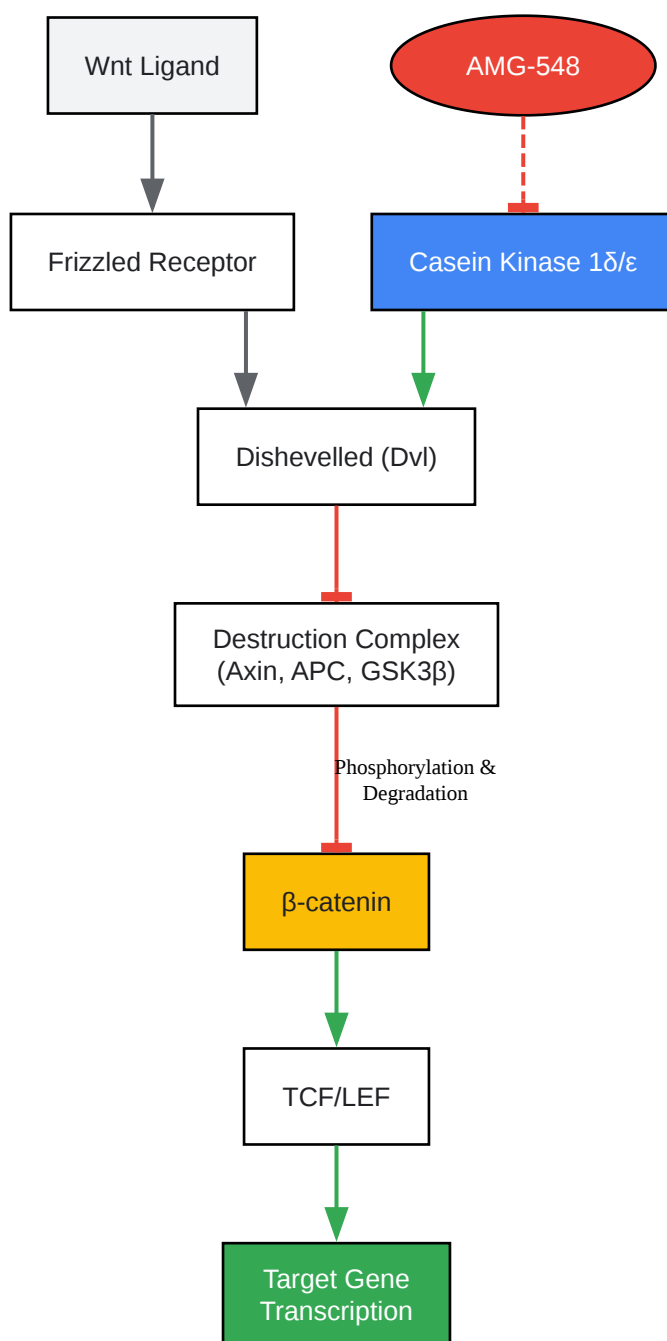 Wnt Ligand
AMG-548
Frizzled Receptor
Casein Kinase 1δ/ε
Dishevelled (Dvl)
Destruction Complex
(Axin, APC, GSK3β)
Phosphorylation &
Degradation
β-catenin
TCF/LEF
Target Gene
Transcription